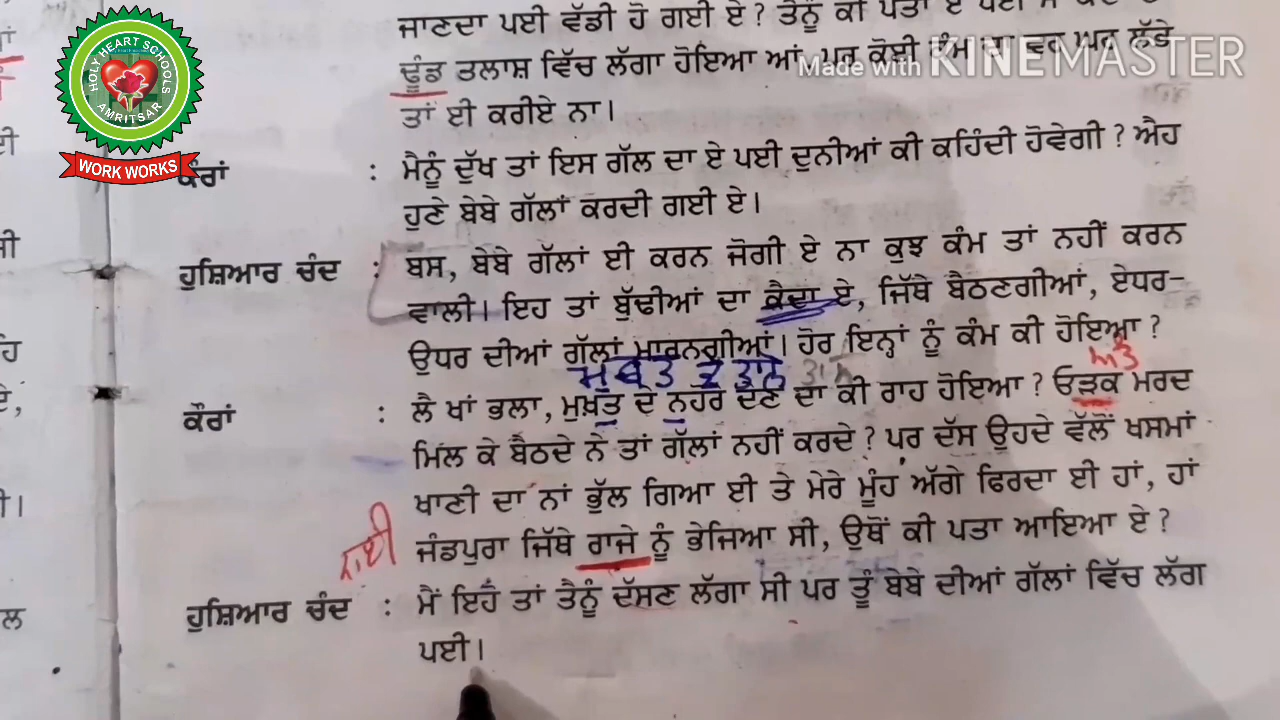 HOLY HEART SCHOOLS
AMRITSAR
WORK WORKS
Made with KINEMASTER
ਜਾਣਦਾ ਪਈ ਵੱਡੀ ਹੋ ਗਈ ਏ ? ਤੈਨੂੰ ਕੀ ਪਤਾ ਏ ਪਈ ਮੈਂ
ਢੂੰਡ ਤਲਾਸ਼ ਵਿੱਚ ਲੱਗਾ ਹੋਇਆ ਆਂ, ਪਰ ਕੋਈ ਲੱਭੇ
ਤਾਂ ਈ ਕਰੀਏ ਨਾ।
ਕੌਰਾਂ : ਮੈਨੂੰ ਦੁੱਖ ਤਾਂ ਇਸ ਗੱਲ ਦਾ ਏ ਪਈ ਦੁਨੀਆਂ ਕੀ ਕਹਿੰਦੀ ਹੋਵੇਗੀ ? ਐਹ
ਹੁਣੇ ਬੇਬੇ ਗੱਲਾਂ ਕਰਦੀ ਗਈ ਏ।
ਹੁਸ਼ਿਆਰ ਚੰਦ : ਬਸ, ਬੇਬੇ ਗੱਲਾਂ ਈ ਕਰਨ ਜੋਗੀ ਏ ਨਾ ਕੁਝ ਕੰਮ ਤਾਂ ਨਹੀਂ ਕਰਨ
ਵਾਲੀ। ਇਹ ਤਾਂ ਬੁੱਢੀਆਂ ਦਾ ਕੈਦਾ ਏ, ਜਿੱਥੇ ਬੈਠਣਗੀਆਂ, ਏਧਰ-
ਉਧਰ ਦੀਆਂ ਗੱਲਾਂ ਮਾਰਨਗੀਆਂ। ਹੋਰ ਇਨ੍ਹਾਂ ਨੂੰ ਕੰਮ ਕੀ ਹੋਇਆ ?
ਅੰਤ
ਕੌਰਾਂ : ਲੈ ਖਾਂ ਭਲਾ, ਮੁਖ਼ਤ ਦੇ ਨਹੋਰੇ ਦੇਣ ਦਾ ਕੀ ਰਾਹ ਹੋਇਆ ? ਓੜਕ ਮਰਦ
ਮਿਲ ਕੇ ਬੈਠਦੇ ਨੇ ਤਾਂ ਗੱਲਾਂ ਨਹੀਂ ਕਰਦੇ ? ਪਰ ਦੱਸ ਉਹਦੇ ਵੱਲੋਂ ਖਸਮਾਂ
ਖਾਣੀ ਦਾ ਨਾਂ ਭੁੱਲ ਗਿਆ ਈ ਤੇ ਮੇਰੇ ਮੂੰਹ ਅੱਗੇ ਫਿਰਦਾ ਈ ਹਾਂ, ਹਾਂ
ਨਾਈ
ਜੰਡਪੁਰਾ ਜਿੱਥੇ ਰਾਜੇ ਨੂੰ ਭੇਜਿਆ ਸੀ, ਉਥੋਂ ਕੀ ਪਤਾ ਆਇਆ ਏ ?
ਹੁਸ਼ਿਆਰ ਚੰਦ : ਮੈਂ ਇਹੋ ਤਾਂ ਤੈਨੂੰ ਦੱਸਣ ਲੱਗਾ ਸੀ ਪਰ ਤੂੰ ਬੇਬੇ ਦੀਆਂ ਗੱਲਾਂ ਵਿੱਚ ਲੱਗ
ਪਈ।